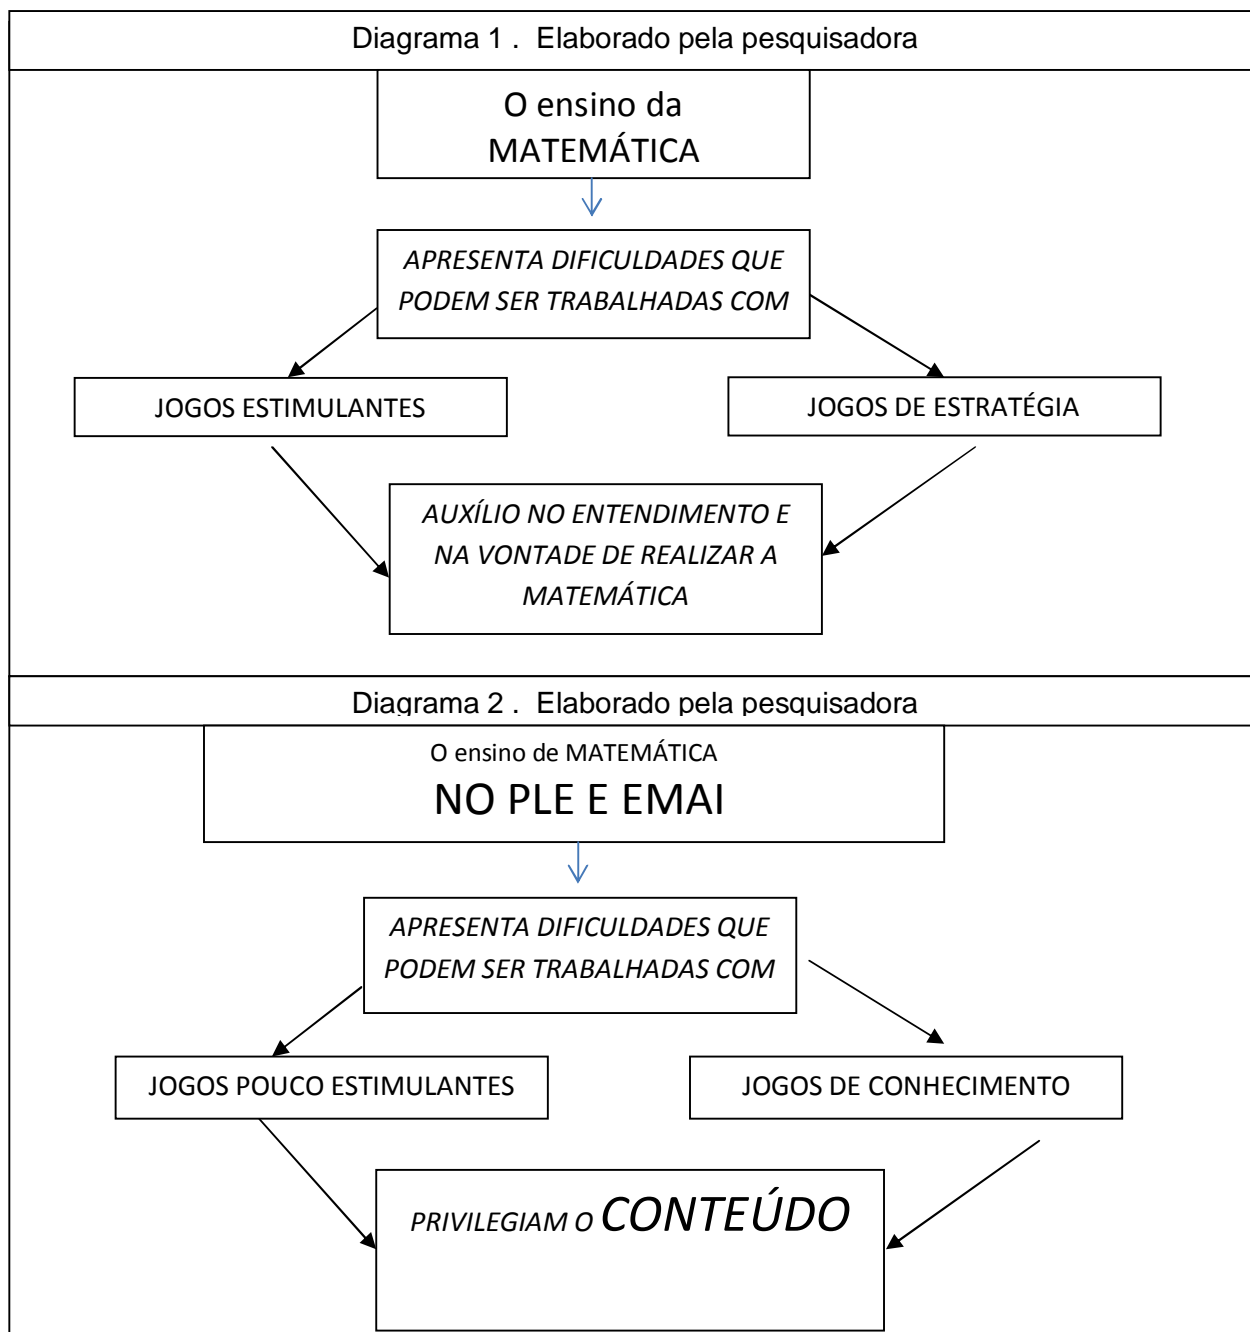 Diagrama 1 . Elaborado pela pesquisadora
O ensino da
MATEMÁTICA
APRESENTA DIFICULDADES QUE
PODEM SER TRABALHADAS COM
JOGOS ESTIMULANTES
JOGOS DE ESTRATÉGIA
AUXÍLIO NO ENTENDIMENTO E
NA VONTADE DE REALIZAR A
MATEMÁTICA
Diagrama 2 . Elaborado pela pesquisadora
O ensino de MATEMÁTICA
NO PLE E EMAI
APRESENTA DIFICULDADES QUE
PODEM SER TRABALHADAS COM
JOGOS POUCO ESTIMULANTES
JOGOS DE CONHECIMENTO
PRIVILEGIAM O CONTEÚDO